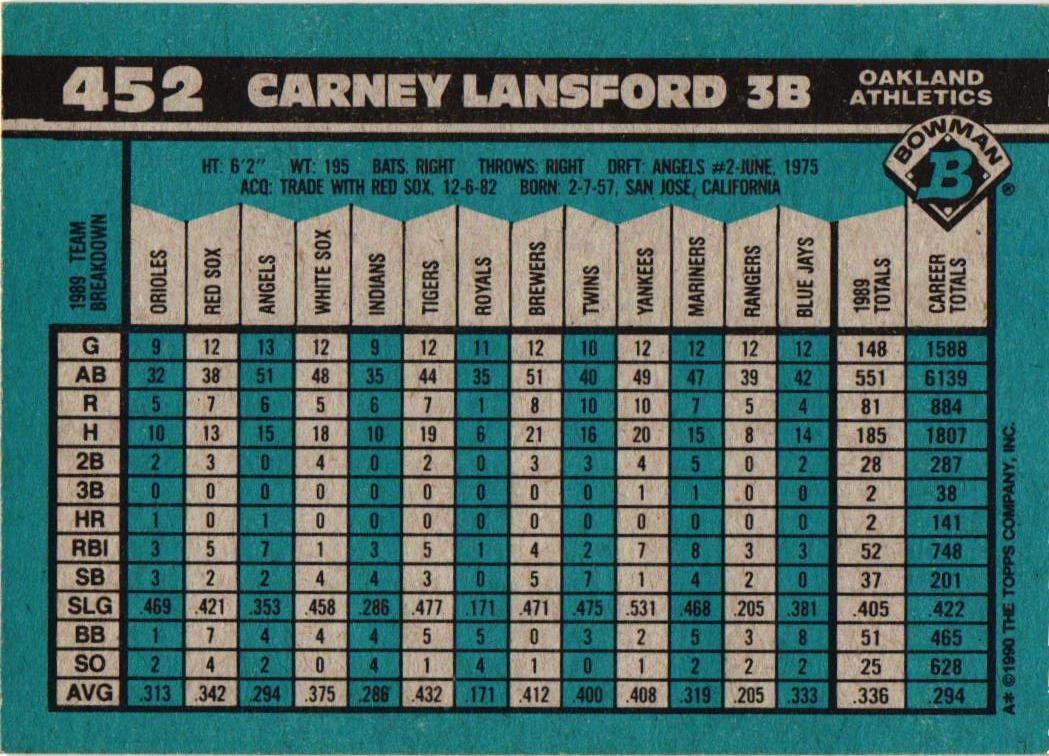 452 CARNEY LANSFORD 3B OAKLAND ATHLETICS
BOWMAN
B
®
HT: 6'2" WT: 195 BATS: RIGHT THROWS: RIGHT DRFT: ANGELS #2-JUNE, 1975
ACQ: TRADE WITH RED SOX, 12-6-82 BORN: 2-7-57, SAN JOSE, CALIFORNIA
1989 TEAM BREAKDOWN ORIOLES RED SOX ANGELS WHITE SOX INDIANS TIGERS ROYALS BREWERS TWINS YANKEES MARINERS RANGERS BLUE JAYS 1989 TOTALS CAREER TOTALS
G 9 12 13 12 9 12 11 12 10 12 12 12 12 148 1588
AB 32 38 51 48 35 44 35 51 40 49 47 39 42 551 6139
R 5 7 6 5 6 7 1 8 10 10 7 5 4 81 884
H 10 13 15 18 10 19 6 21 16 20 15 8 14 185 1807
2B 2 3 0 4 0 2 0 3 3 4 5 0 2 28 287
3B 0 0 0 0 0 0 0 0 0 1 1 0 0 2 38
HR 1 0 1 0 0 0 0 0 0 0 0 0 0 2 141
RBI 3 5 7 1 3 5 1 4 2 7 8 3 3 52 748
SB 3 2 2 4 4 3 0 5 7 1 4 2 0 37 201
SLG .469 .421 .353 .458 .286 .477 .171 .471 .475 .531 .468 .205 .381 .405 .422
BB 1 7 4 4 4 5 5 0 3 2 5 3 8 51 465
SO 2 4 2 0 4 1 4 1 0 1 2 2 2 25 628
AVG .313 .342 .294 .375 .286 .432 .171 .412 .400 .408 .319 .205 .333 .336 .294
A* ©1990 THE TOPPS COMPANY, INC.